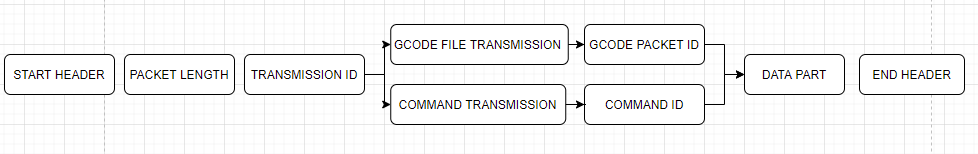 START HEADER
PACKET LENGTH
TRANSMISSION ID
GCODE FILE TRANSMISSION
GCODE PACKET ID
COMMAND TRANSMISSION
COMMAND ID
DATA PART
END HEADER